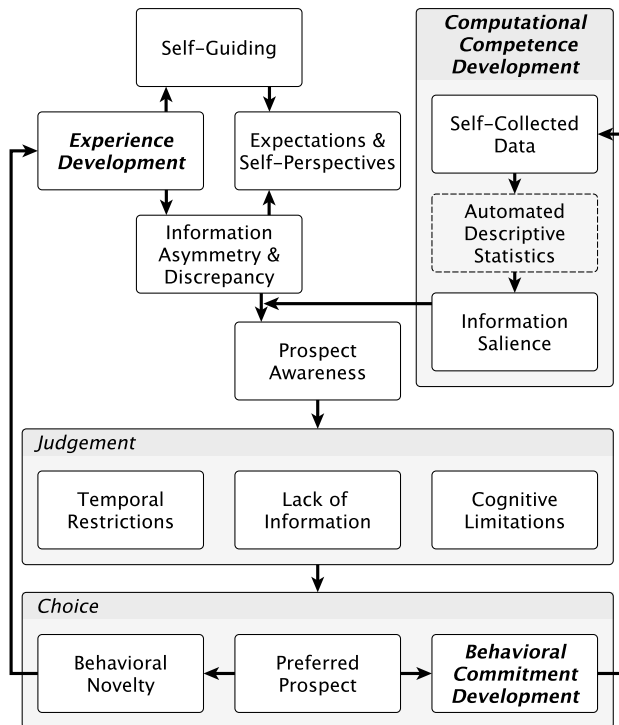 Self-Guiding
Computational
Competence
Development
Experience
Development
Expectations &
Self-Perspectives
Self-Collected
Data
Information
Asymmetry &
Discrepancy
Automated
Descriptive
Statistics
Prospect
Awareness
Information
Salience
Judgement
Temporal
Restrictions
Lack of
Information
Cognitive
Limitations
Choice
Behavioral
Novelty
Preferred
Prospect
Behavioral
Commitment
Development